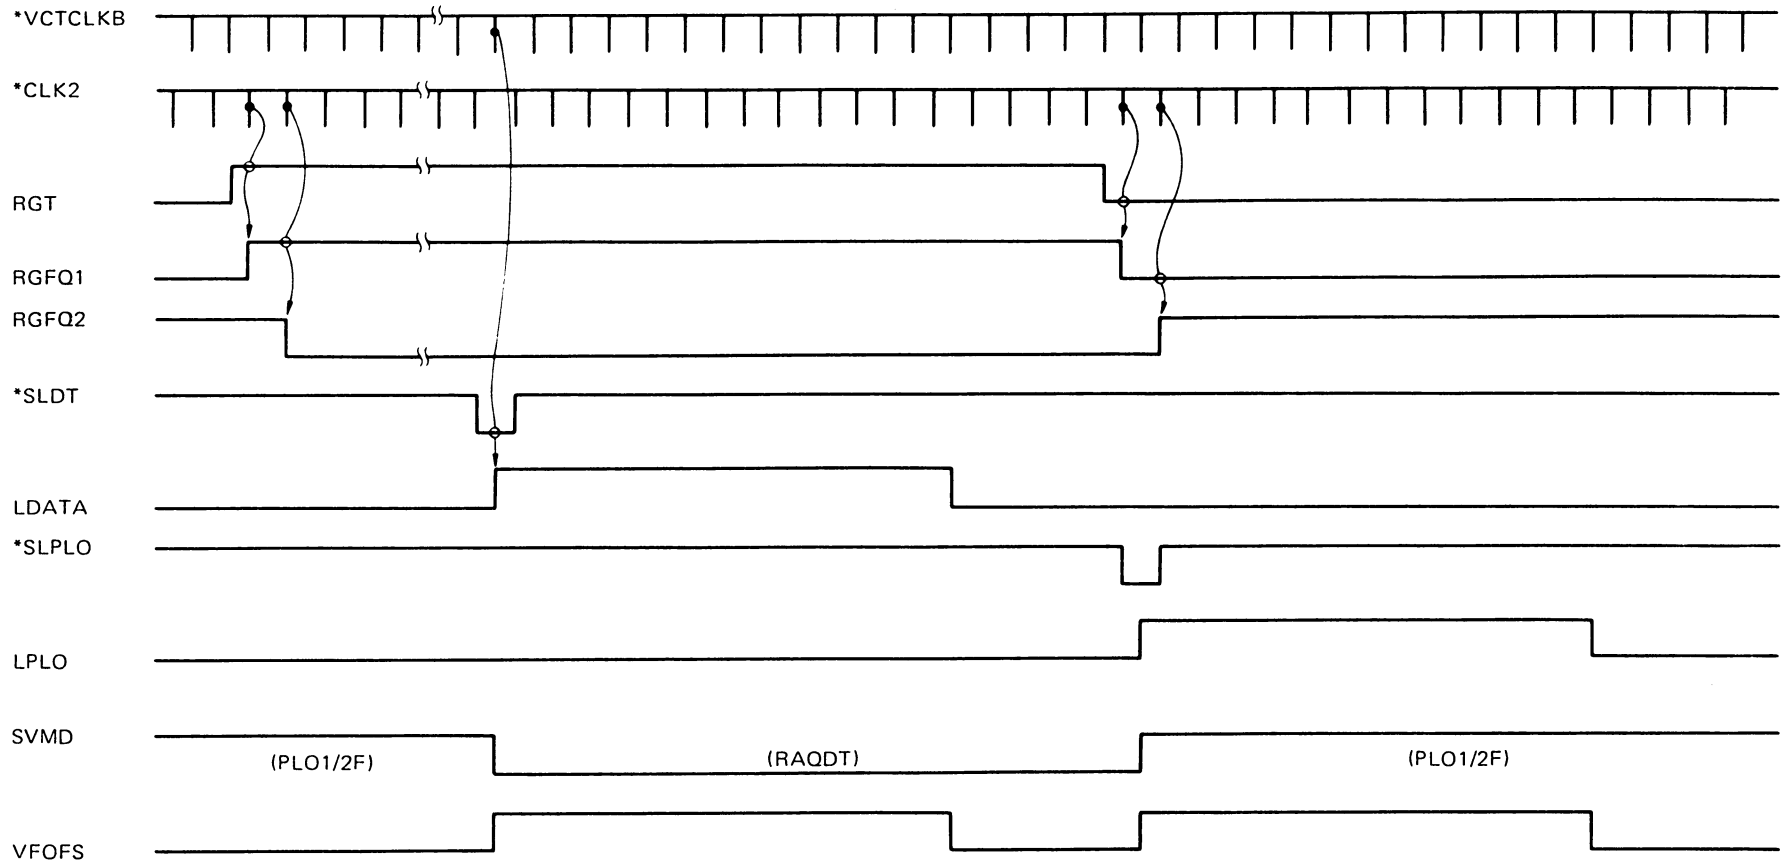 *VCTCLKB
*CLK2
RGT
RGFQ1
RGFQ2
*SLDT
LDATA
*SLPLO
LPLO
SVMD
(PLO1/2F) (RAQDT) (PLO1/2F)
VFOFS